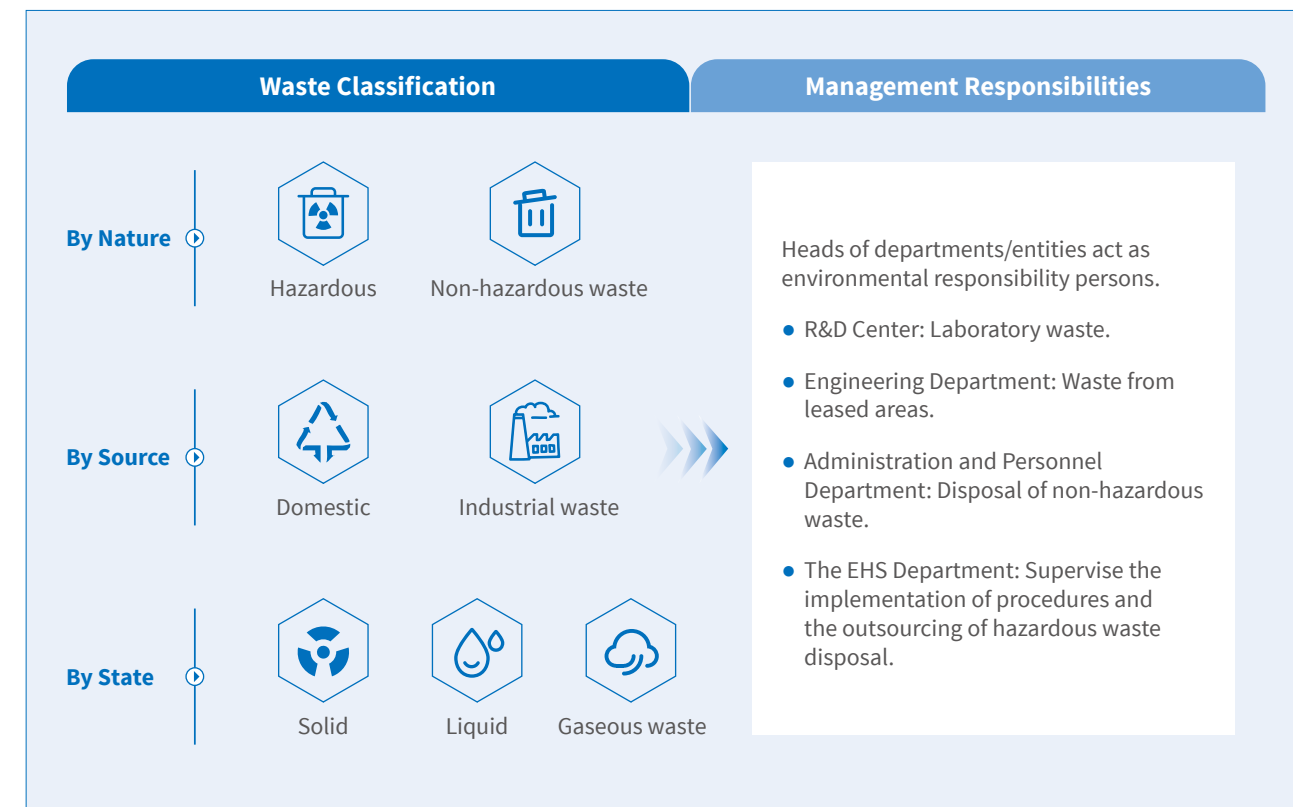 Waste Classification
Management Responsibilities
By Nature
Hazardous
Non-hazardous waste
By Source
Domestic
Industrial waste
By State
Solid
Liquid
Gaseous waste
Heads of departments/entities act as
environmental responsibility persons.
● R&D Center: Laboratory waste.
● Engineering Department: Waste from
leased areas.
● Administration and Personnel
Department: Disposal of non-hazardous
waste.
● The EHS Department: Supervise the
implementation of procedures and
the outsourcing of hazardous waste
disposal.